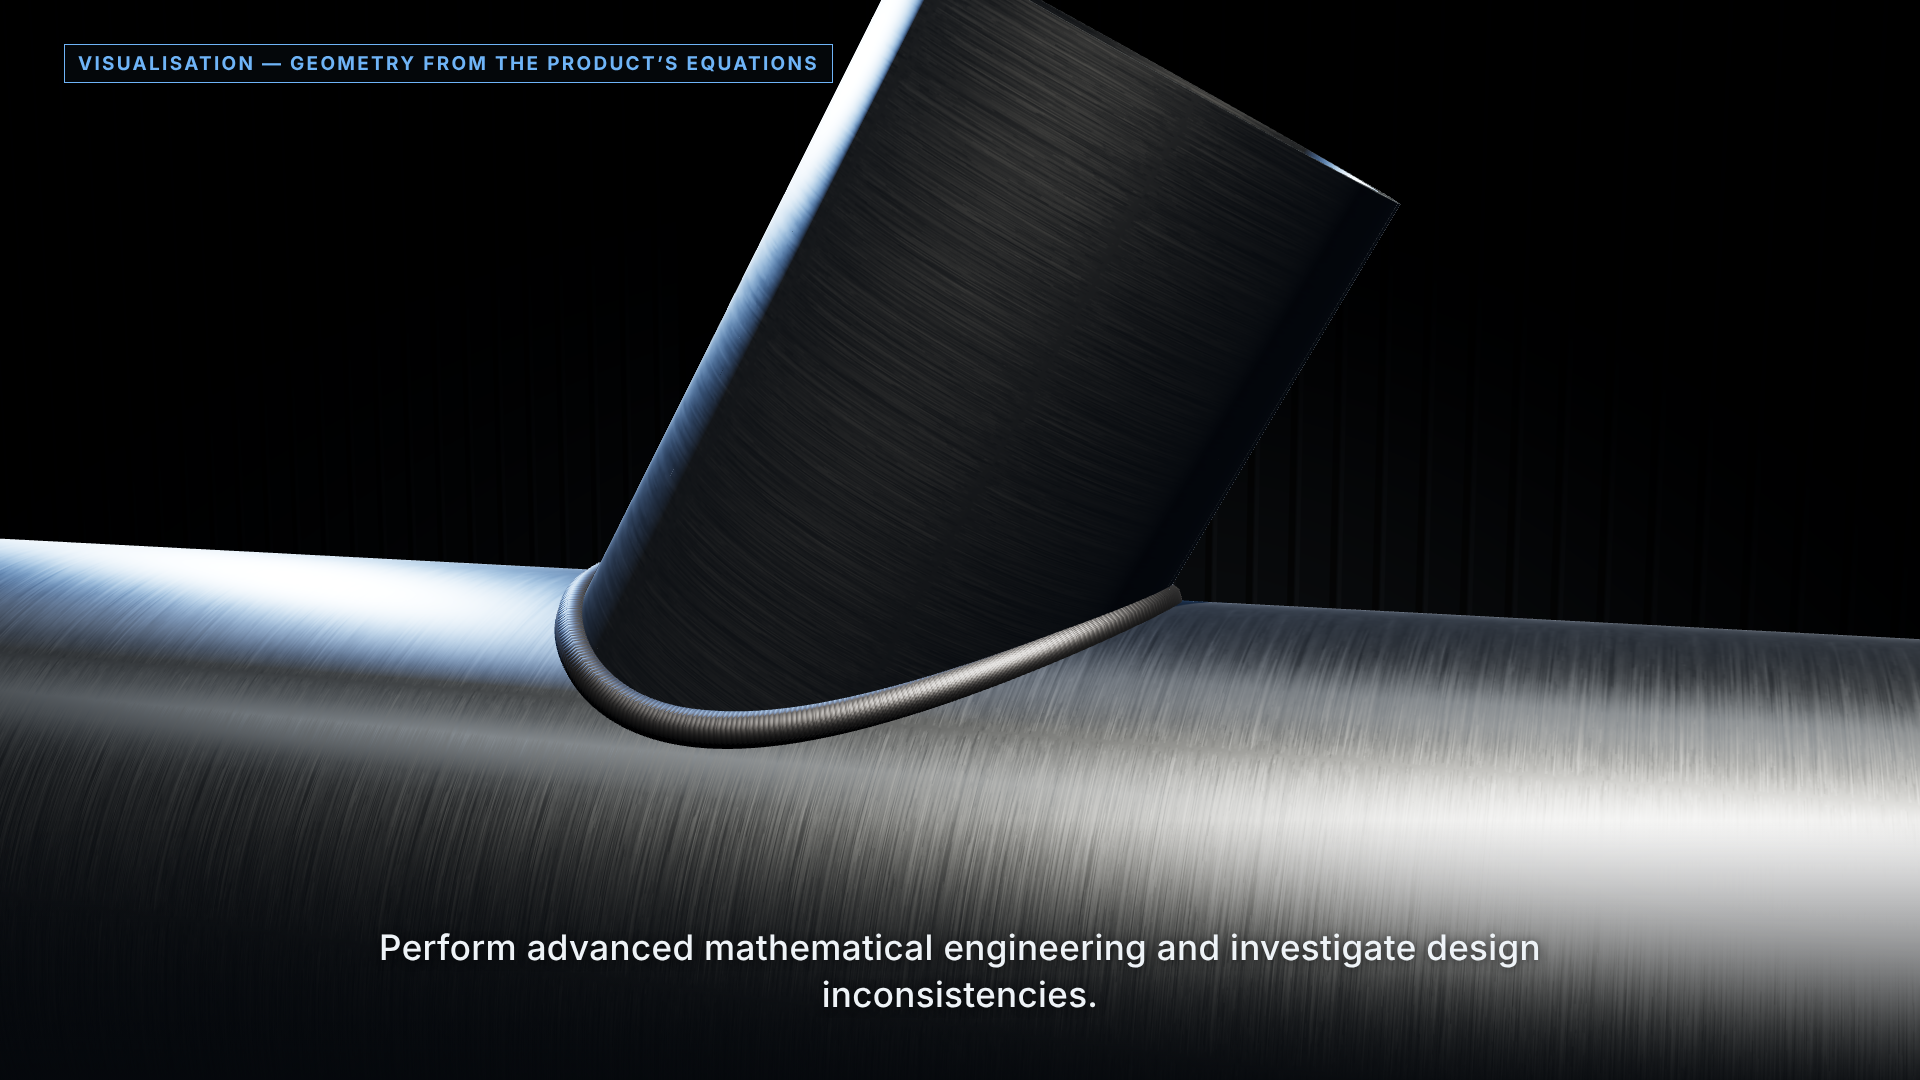 VISUALISATION — GEOMETRY FROM THE PRODUCT’S EQUATIONS
Perform advanced mathematical engineering and investigate design
inconsistencies.